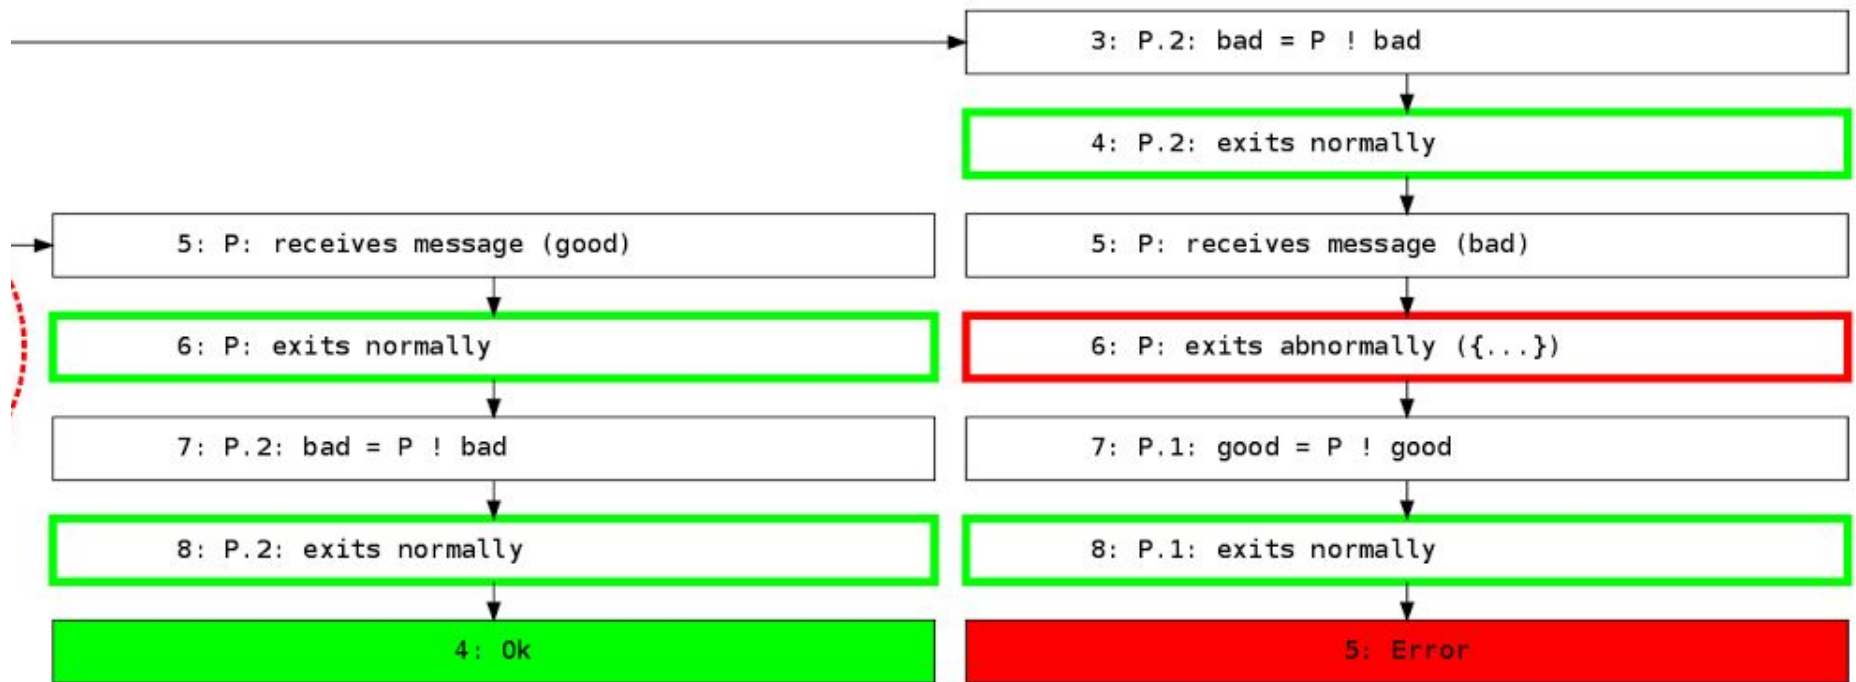 3: P.2: bad = P ! bad
4: P.2: exits normally
5: P: receives message (good)
5: P: receives message (bad)
6: P: exits normally
6: P: exits abnormally ({...})
7: P.2: bad = P ! bad
7: P.1: good = P ! good
8: P.2: exits normally
8: P.1: exits normally
4: Ok
5: Error